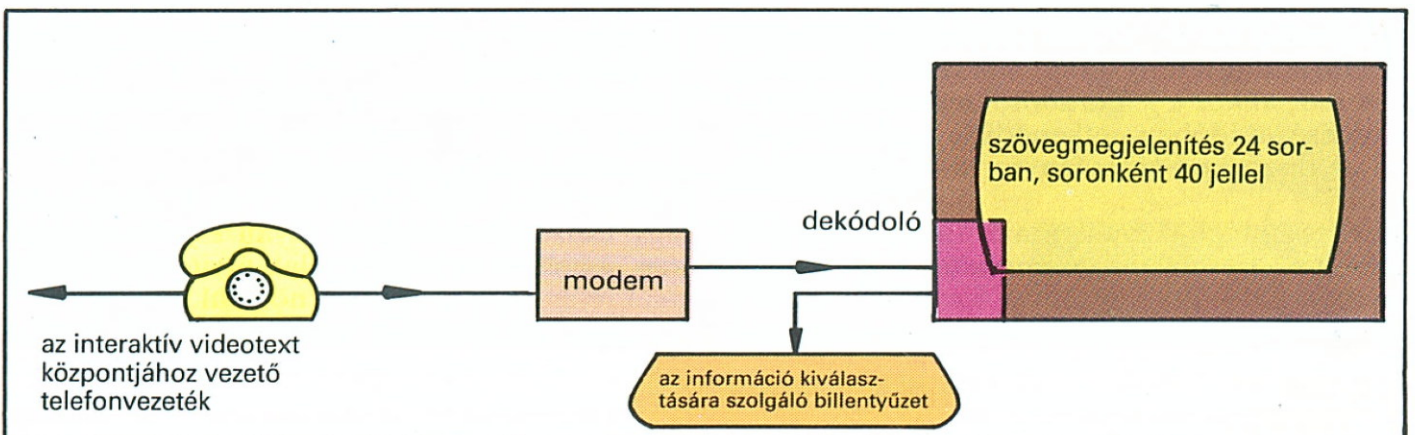 szövegmegjelenítés 24 sor-
ban, soronként 40 jellel
dekódoló
modem
az interaktív videotext
központjához vezető
telefonvezeték
az információ kiválasz-
tására szolgáló billentyűzet